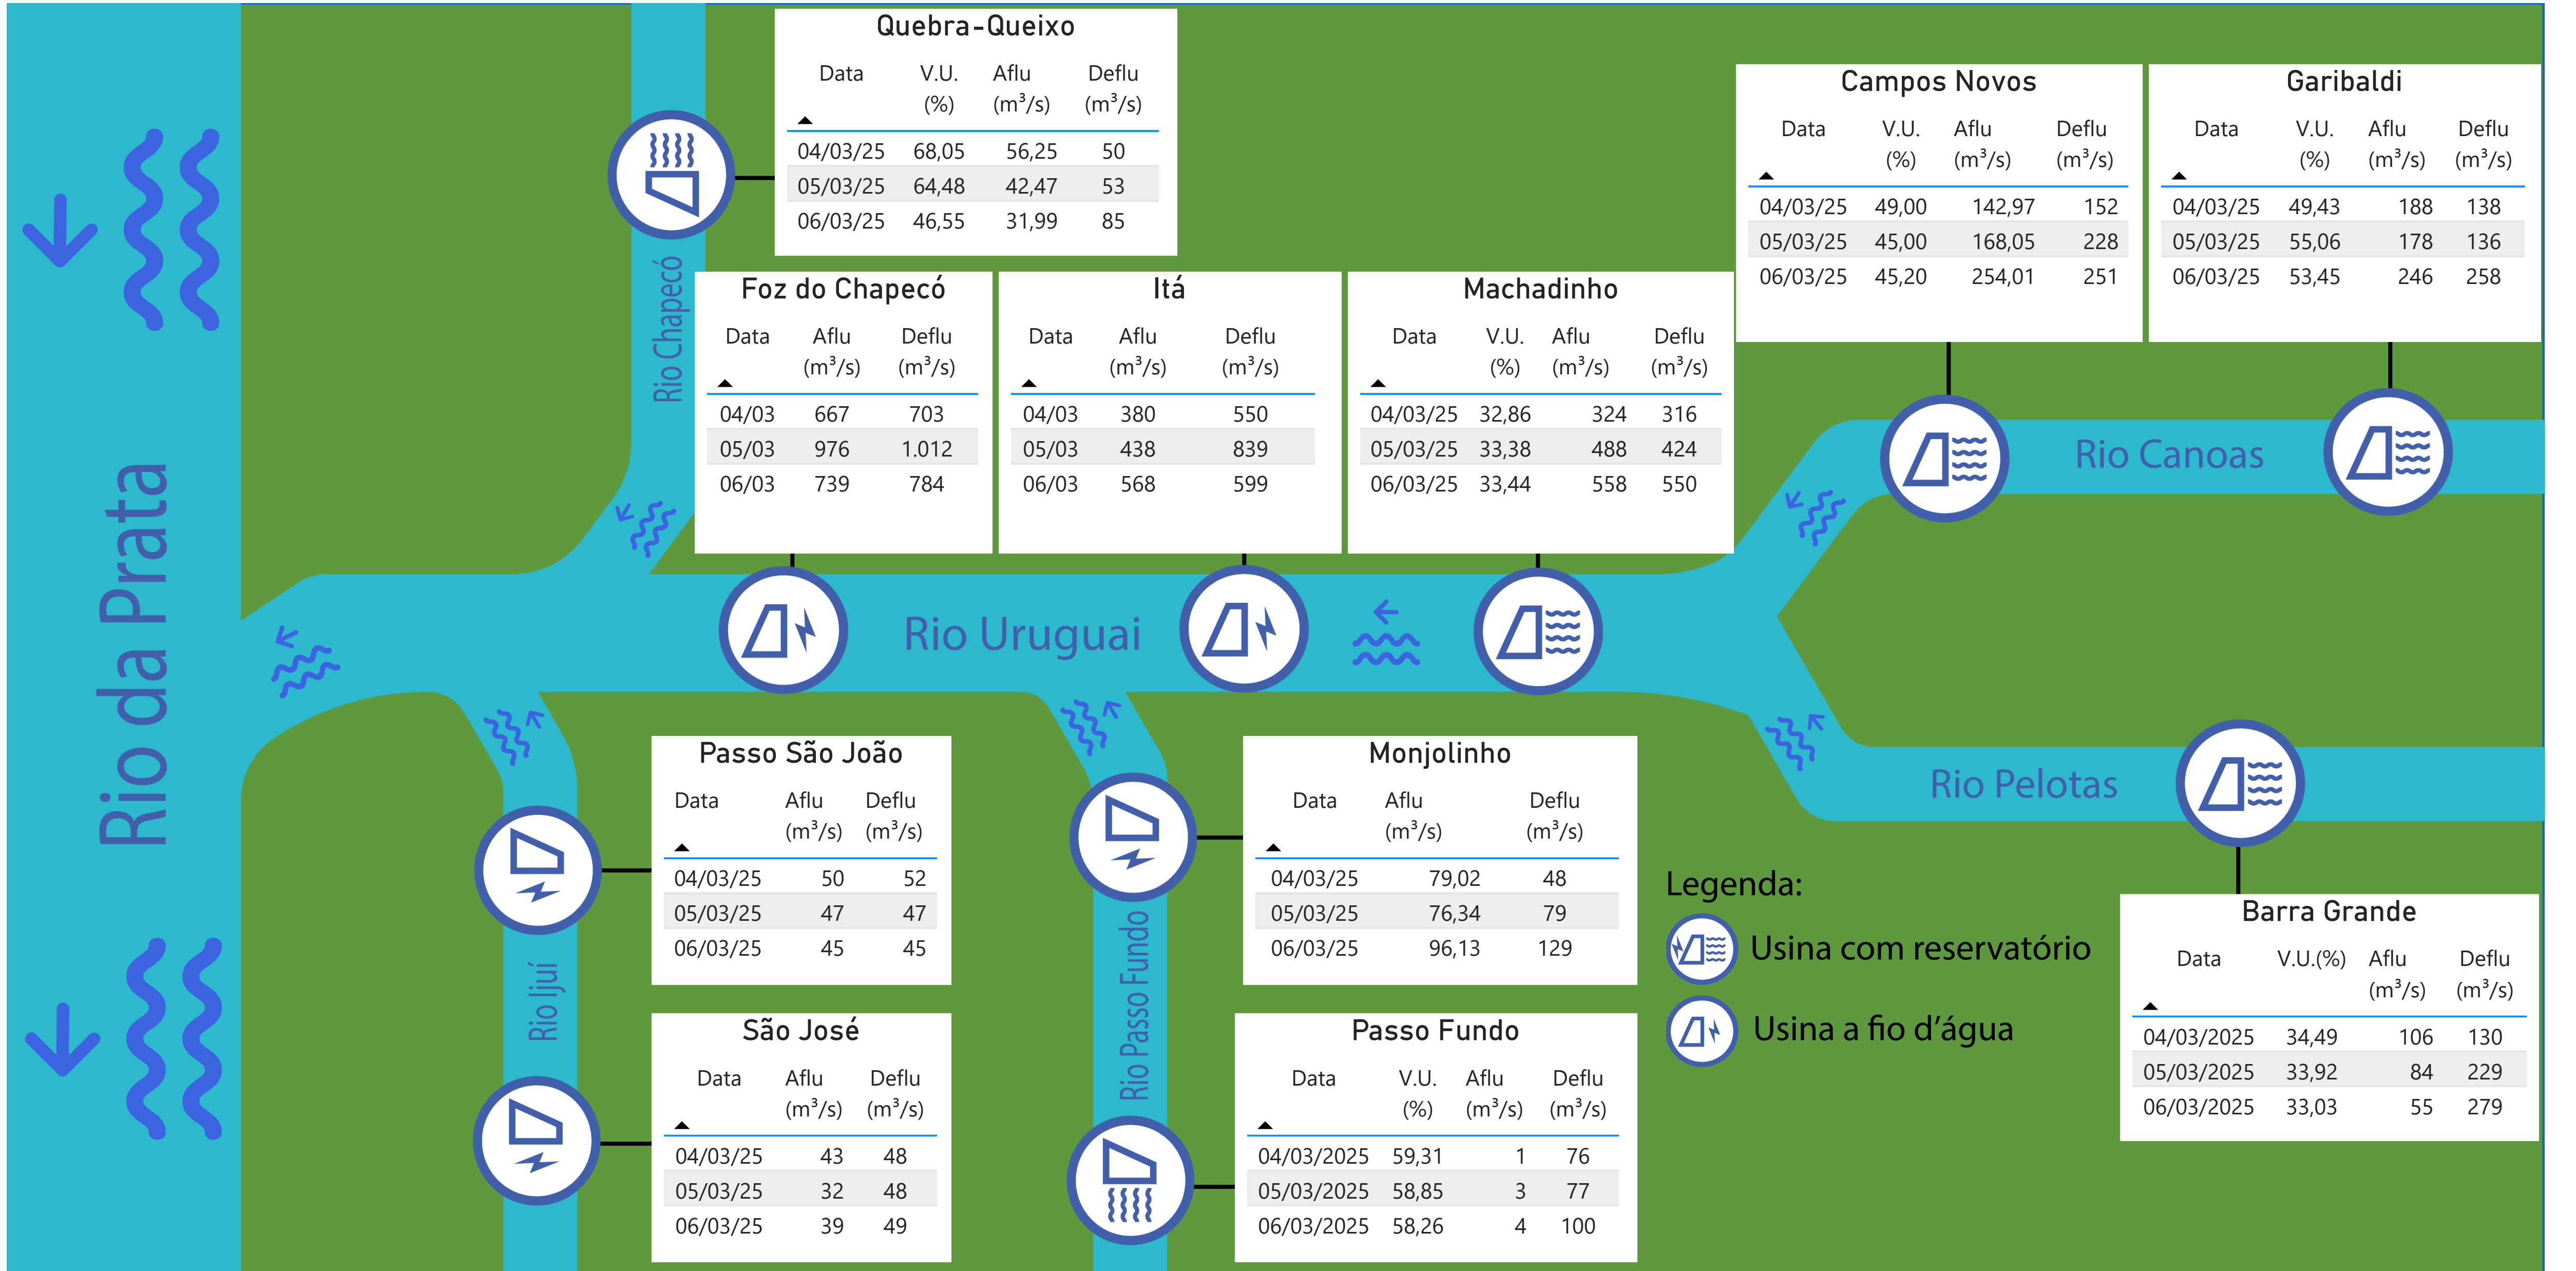 Quebra-Queixo
Data V.U. (%) Aflu (m³/s) Deflu (m³/s)
04/03/25 68,05 56,25 50
05/03/25 64,48 42,47 53
06/03/25 46,55 31,99 85
Campos Novos
Data V.U. (%) Aflu (m³/s) Deflu (m³/s)
04/03/25 49,00 142,97 152
05/03/25 45,00 168,05 228
06/03/25 45,20 254,01 251
Garibaldi
Data V.U. (%) Aflu (m³/s) Deflu (m³/s)
04/03/25 49,43 188 138
05/03/25 55,06 178 136
06/03/25 53,45 246 258
Rio Chapecó
Foz do Chapecó
Data Aflu (m³/s) Deflu (m³/s)
04/03 667 703
05/03 976 1.012
06/03 739 784
Itá
Data Aflu (m³/s) Deflu (m³/s)
04/03 380 550
05/03 438 839
06/03 568 599
Machadinho
Data V.U. (%) Aflu (m³/s) Deflu (m³/s)
04/03/25 32,86 324 316
05/03/25 33,38 488 424
06/03/25 33,44 558 550
Rio Canoas
Rio da Prata
Rio Uruguai
Rio Pelotas
Passo São João
Data Aflu (m³/s) Deflu (m³/s)
04/03/25 50 52
05/03/25 47 47
06/03/25 45 45
Monjolinho
Data Aflu (m³/s) Deflu (m³/s)
04/03/25 79,02 48
05/03/25 76,34 79
06/03/25 96,13 129
Rio Ijuí
Rio Passo Fundo
Legenda:
Usina com reservatório
Usina a fio d’água
Barra Grande
Data V.U.(%) Aflu (m³/s) Deflu (m³/s)
04/03/2025 34,49 106 130
05/03/2025 33,92 84 229
06/03/2025 33,03 55 279
São José
Data Aflu (m³/s) Deflu (m³/s)
04/03/25 43 48
05/03/25 32 48
06/03/25 39 49
Passo Fundo
Data V.U. (%) Aflu (m³/s) Deflu (m³/s)
04/03/2025 59,31 1 76
05/03/2025 58,85 3 77
06/03/2025 58,26 4 100